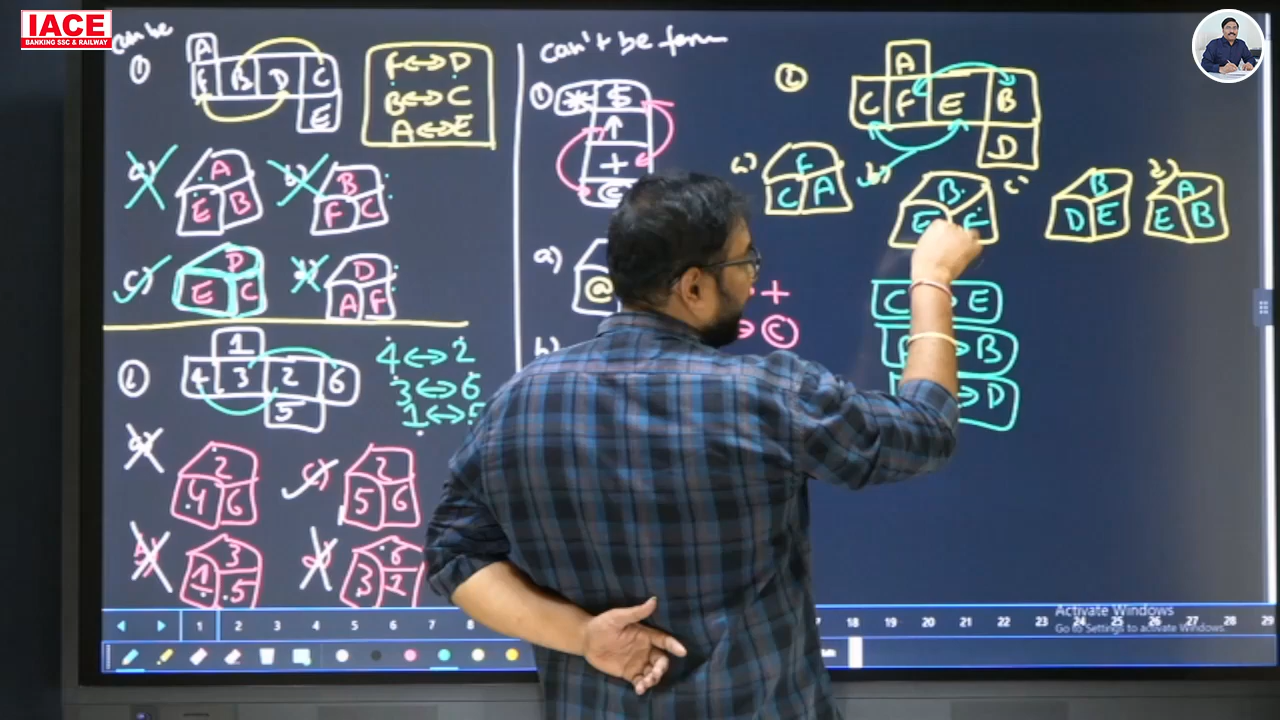 IACE
BANKING SSC & RAILWAY
can be
①
A
F B D C
E
F↔D
B↔C
A↔E
a)
A
E B
b)
B
F C
c)
D
E C
d)
D
A F
②
1
4 3 2 6
5
4↔2
3↔6
1↔5
a)
2
4 6
c)
2
5 6
b)
3
1 5
d)
6
3 2
can't be form
①
* $
↑
+
©
a)
@
b)
+
©
②
A
C F E B
D
a)
F
C A
b)
B
E F
c)
B
D E
d)
A
E B
C E
B
D
Activate Windows
Go to Settings to activate Windows.
1 2 3 4 5 6 7 8
18 19 20 21 22 23 24 25 26 27 28 29